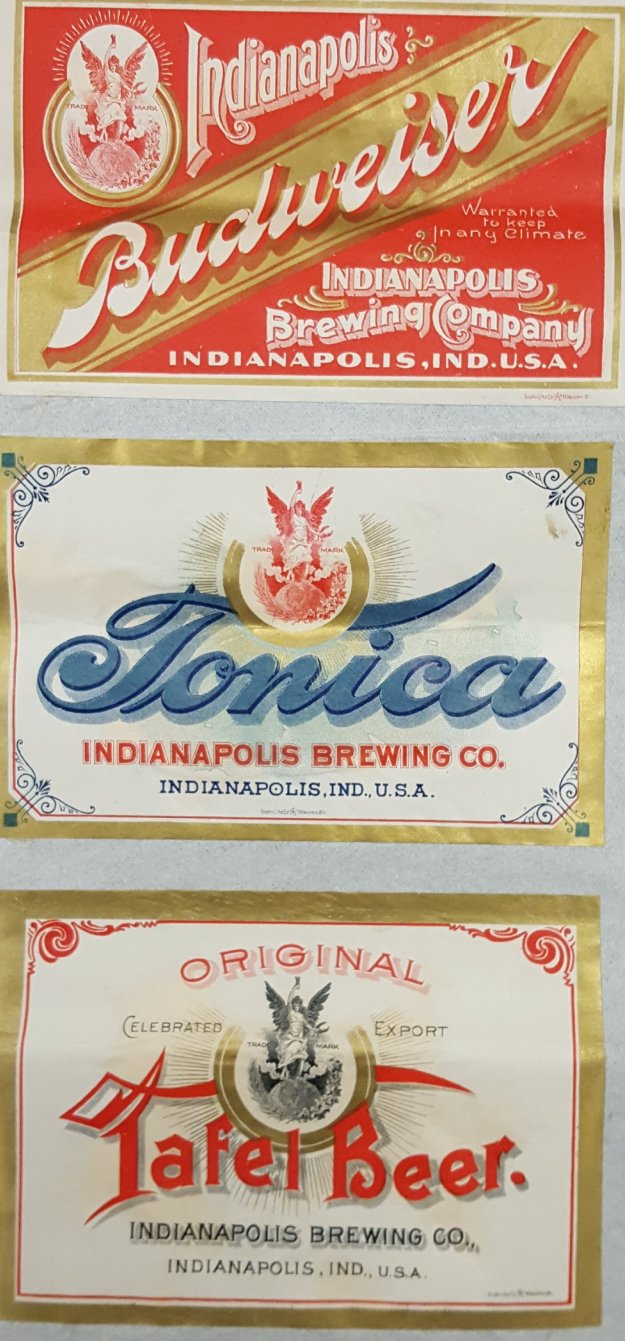 TRADE MARK
Indianapolis
Budweiser
Warranted
to keep
In any Climate
INDIANAPOLIS
Brewing Company
INDIANAPOLIS, IND. U.S.A.
TRADE MARK
Tonica
INDIANAPOLIS BREWING CO.
INDIANAPOLIS, IND., U.S.A.
ORIGINAL
CELEBRATED EXPORT
TRADE MARK
Tafel Beer.
INDIANAPOLIS BREWING CO.,
INDIANAPOLIS, IND., U.S.A.